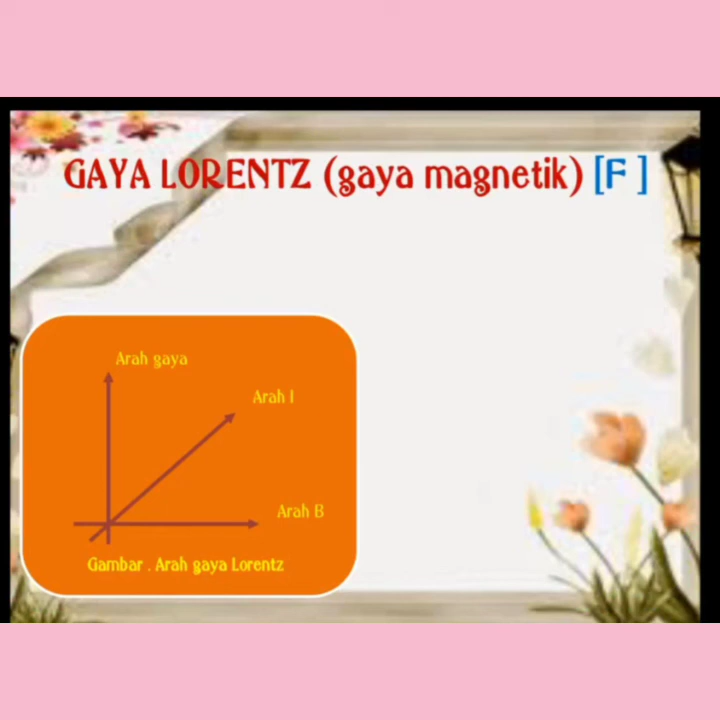 GAYA LORENTZ (gaya magnetik) [F ]
Arah gaya
Arah I
Arah B
Gambar . Arah gaya Lorentz